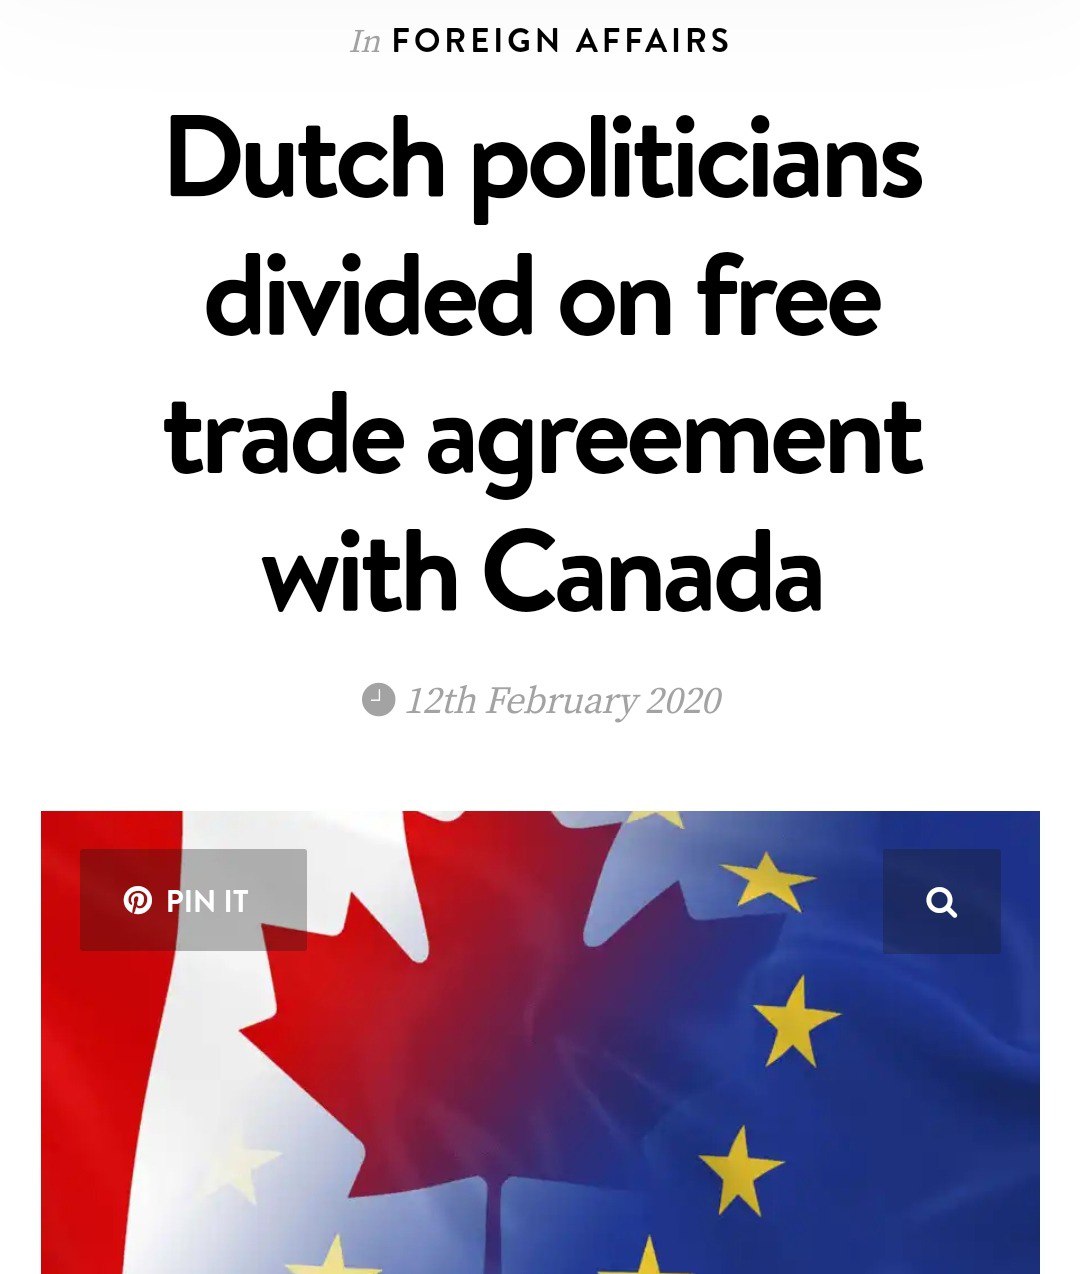 In FOREIGN AFFAIRS
Dutch politicians
divided on free
trade agreement
with Canada
12th February 2020
PIN IT